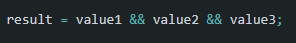 result = value1 && value2 && value3;